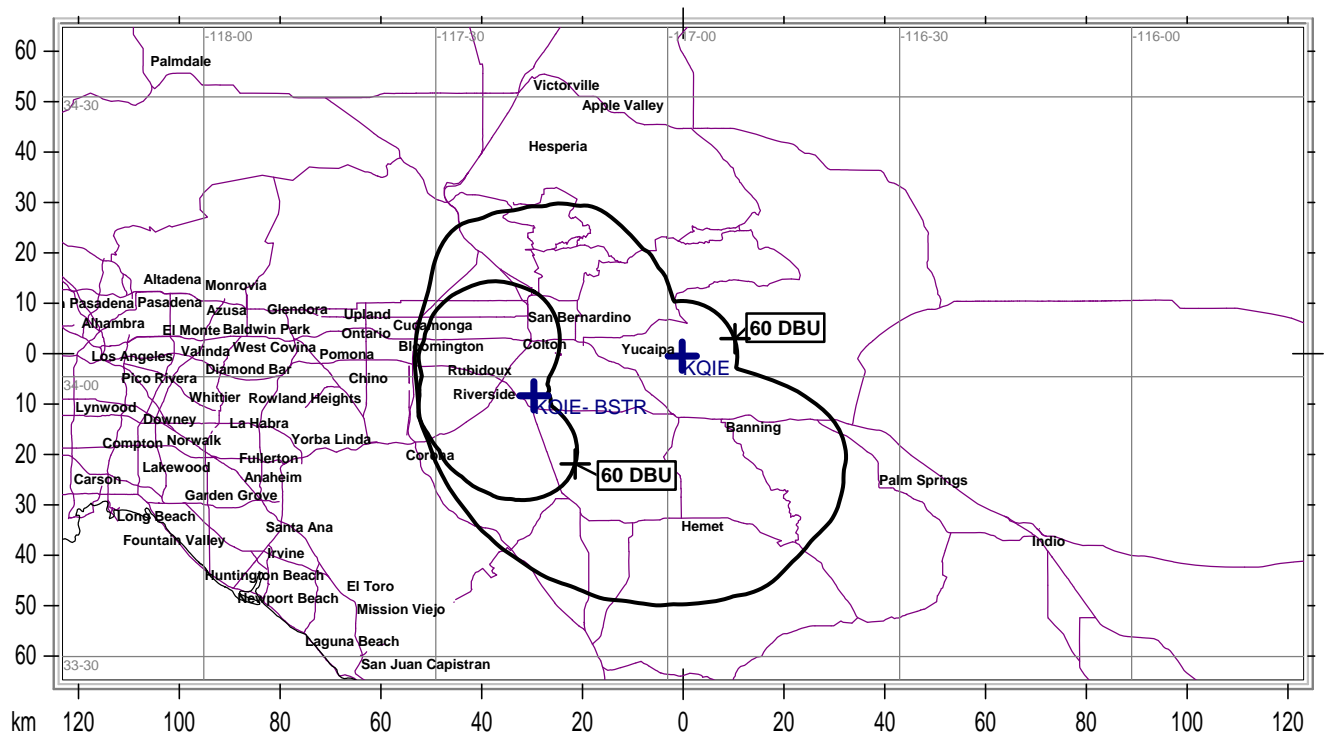 -118-00
-117-30
-117-00
-116-30
-116-00
60
Palmdale
Victorville
50
34-30
Apple Valley
40
Hesperia
30
20
Altadena
Monrovia
10
Pasadena
Pasadena
Azusa
Glendora
Upland
San Bernardino
60 DBU
Alhambra
El Monte
Baldwin Park
Ontario
Cucamonga
0
Los Angeles
Valinda
West Covina
Pomona
Bloomington
Colton
Yucaipa
KQIE
Diamond Bar
Rubidoux
34-00
Pico Rivera
Chino
10
Lynwood
Whittier
Rowland Heights
Riverside
KQIE- BSTR
Downey
La Habra
Banning
Compton
Norwalk
Yorba Linda
20
Lakewood
Fullerton
Corona
60 DBU
Carson
Anaheim
Palm Springs
30
Garden Grove
Long Beach
Santa Ana
Hemet
Fountain Valley
Indio
40
Irvine
Huntington Beach
El Toro
50
Newport Beach
Mission Viejo
Laguna Beach
60
33-30
San Juan Capistran
km
120
100
80
60
40
20
0
20
40
60
80
100
120